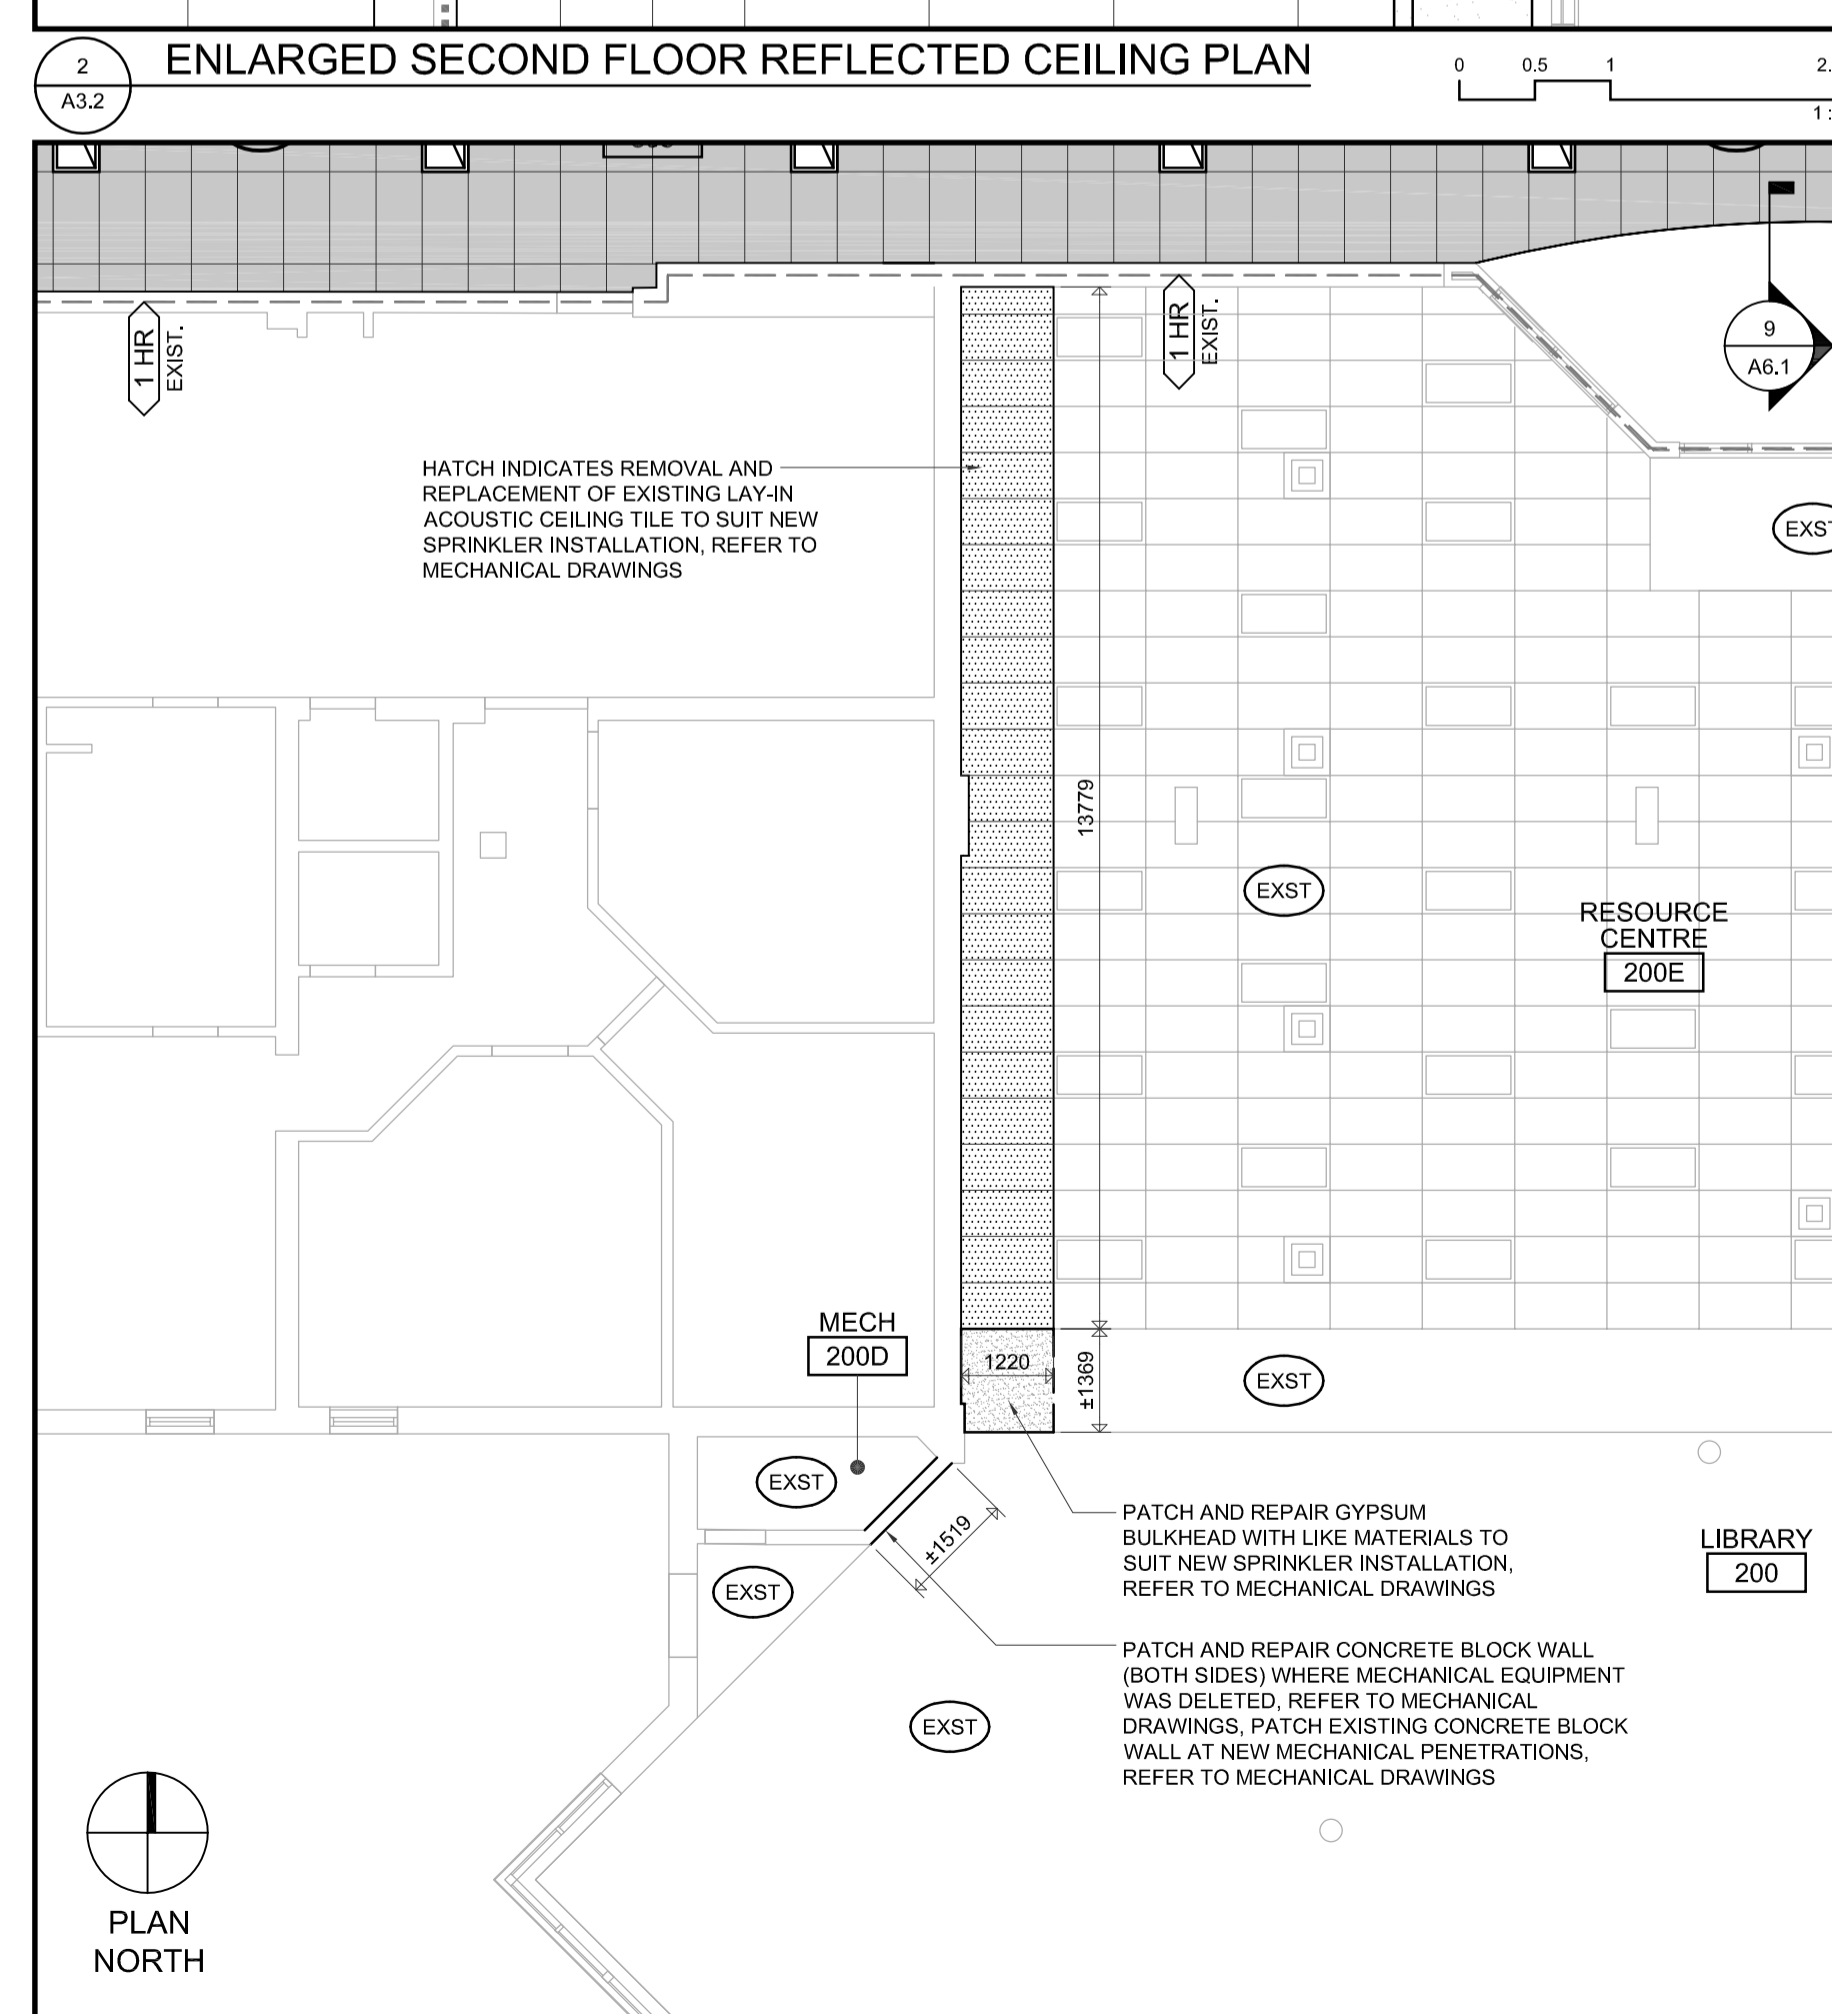 2
A3.2
ENLARGED SECOND FLOOR REFLECTED CEILING PLAN
0 0.5 1 2.
1 :
1 HR
EXIST.
1 HR
EXIST.
9
A6.1
HATCH INDICATES REMOVAL AND
REPLACEMENT OF EXISTING LAY-IN
ACOUSTIC CEILING TILE TO SUIT NEW
SPRINKLER INSTALLATION, REFER TO
MECHANICAL DRAWINGS
EXST
13779
EXST
RESOURCE
CENTRE
200E
MECH
200D
1220
±1369
EXST
EXST
±1519
EXST
PATCH AND REPAIR GYPSUM
BULKHEAD WITH LIKE MATERIALS TO
SUIT NEW SPRINKLER INSTALLATION,
REFER TO MECHANICAL DRAWINGS
LIBRARY
200
PATCH AND REPAIR CONCRETE BLOCK WALL
(BOTH SIDES) WHERE MECHANICAL EQUIPMENT
WAS DELETED, REFER TO MECHANICAL
DRAWINGS, PATCH EXISTING CONCRETE BLOCK
WALL AT NEW MECHANICAL PENETRATIONS,
REFER TO MECHANICAL DRAWINGS
EXST
PLAN
NORTH